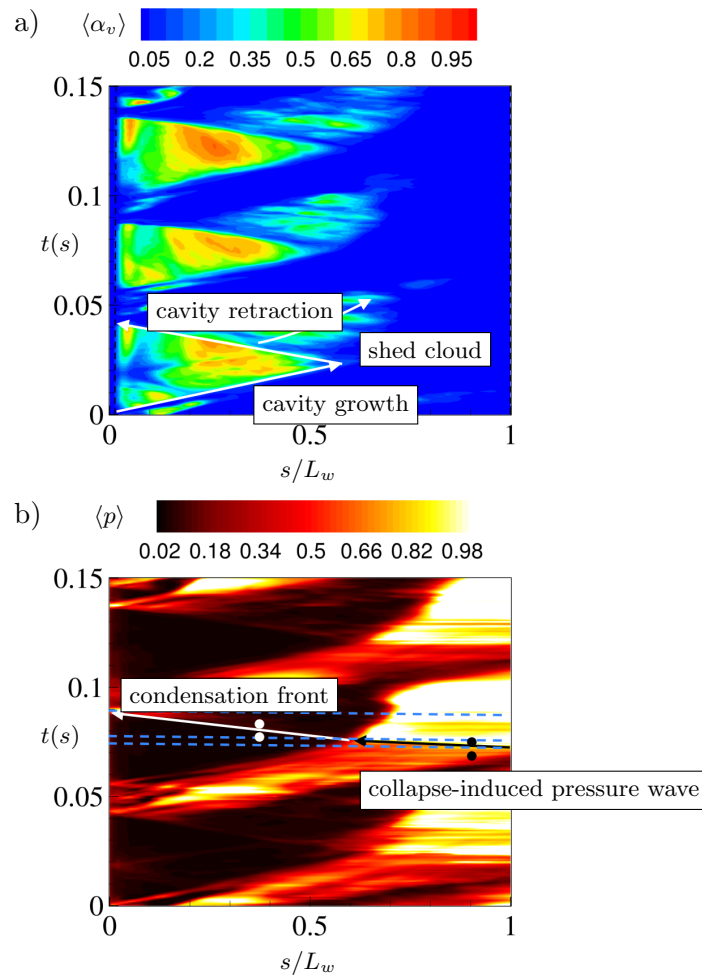 a) ⟨αᵥ⟩
0.05 0.2 0.35 0.5 0.65 0.8 0.95
0.15
0.1
t(s)
0.05
cavity retraction
shed cloud
cavity growth
0
0 0.5 1
s/L_w
b) ⟨p⟩
0.02 0.18 0.34 0.5 0.66 0.82 0.98
0.15
0.1
condensation front
t(s)
collapse-induced pressure wave
0.05
0
0 0.5 1
s/L_w